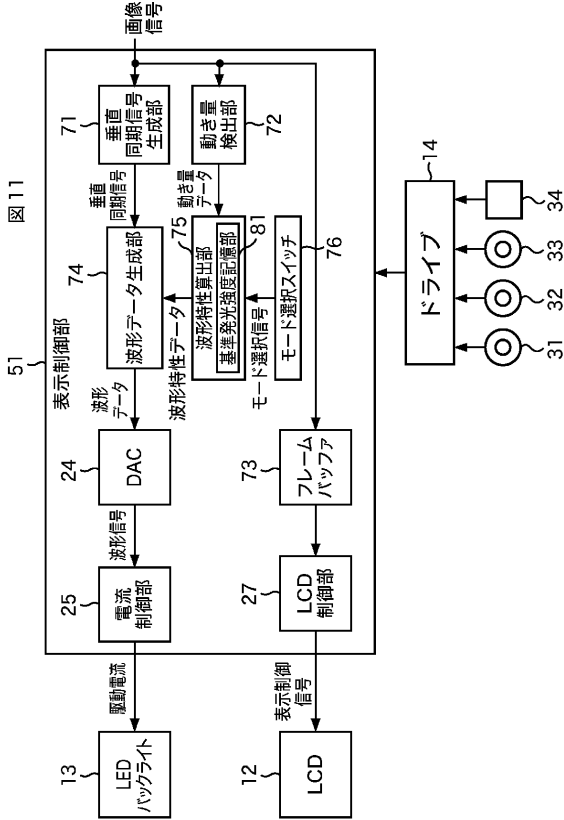 図11
51
表示制御部
画像
信号
71
垂直
同期信号
生成部
72
動き量
検出部
垂直
同期信号
動き量
データ
74
波形データ生成部
75
波形特性算出部
基準発光強度記憶部
81
波形特性データ
モード選択信号
モード選択スイッチ
76
波形
データ
24
DAC
波形信号
25
電流
制御部
73
フレーム
バッファ
27
LCD
制御部
駆動電流
表示制御
信号
13
LED
バックライト
12
LCD
14
ドライブ
31
32
33
34